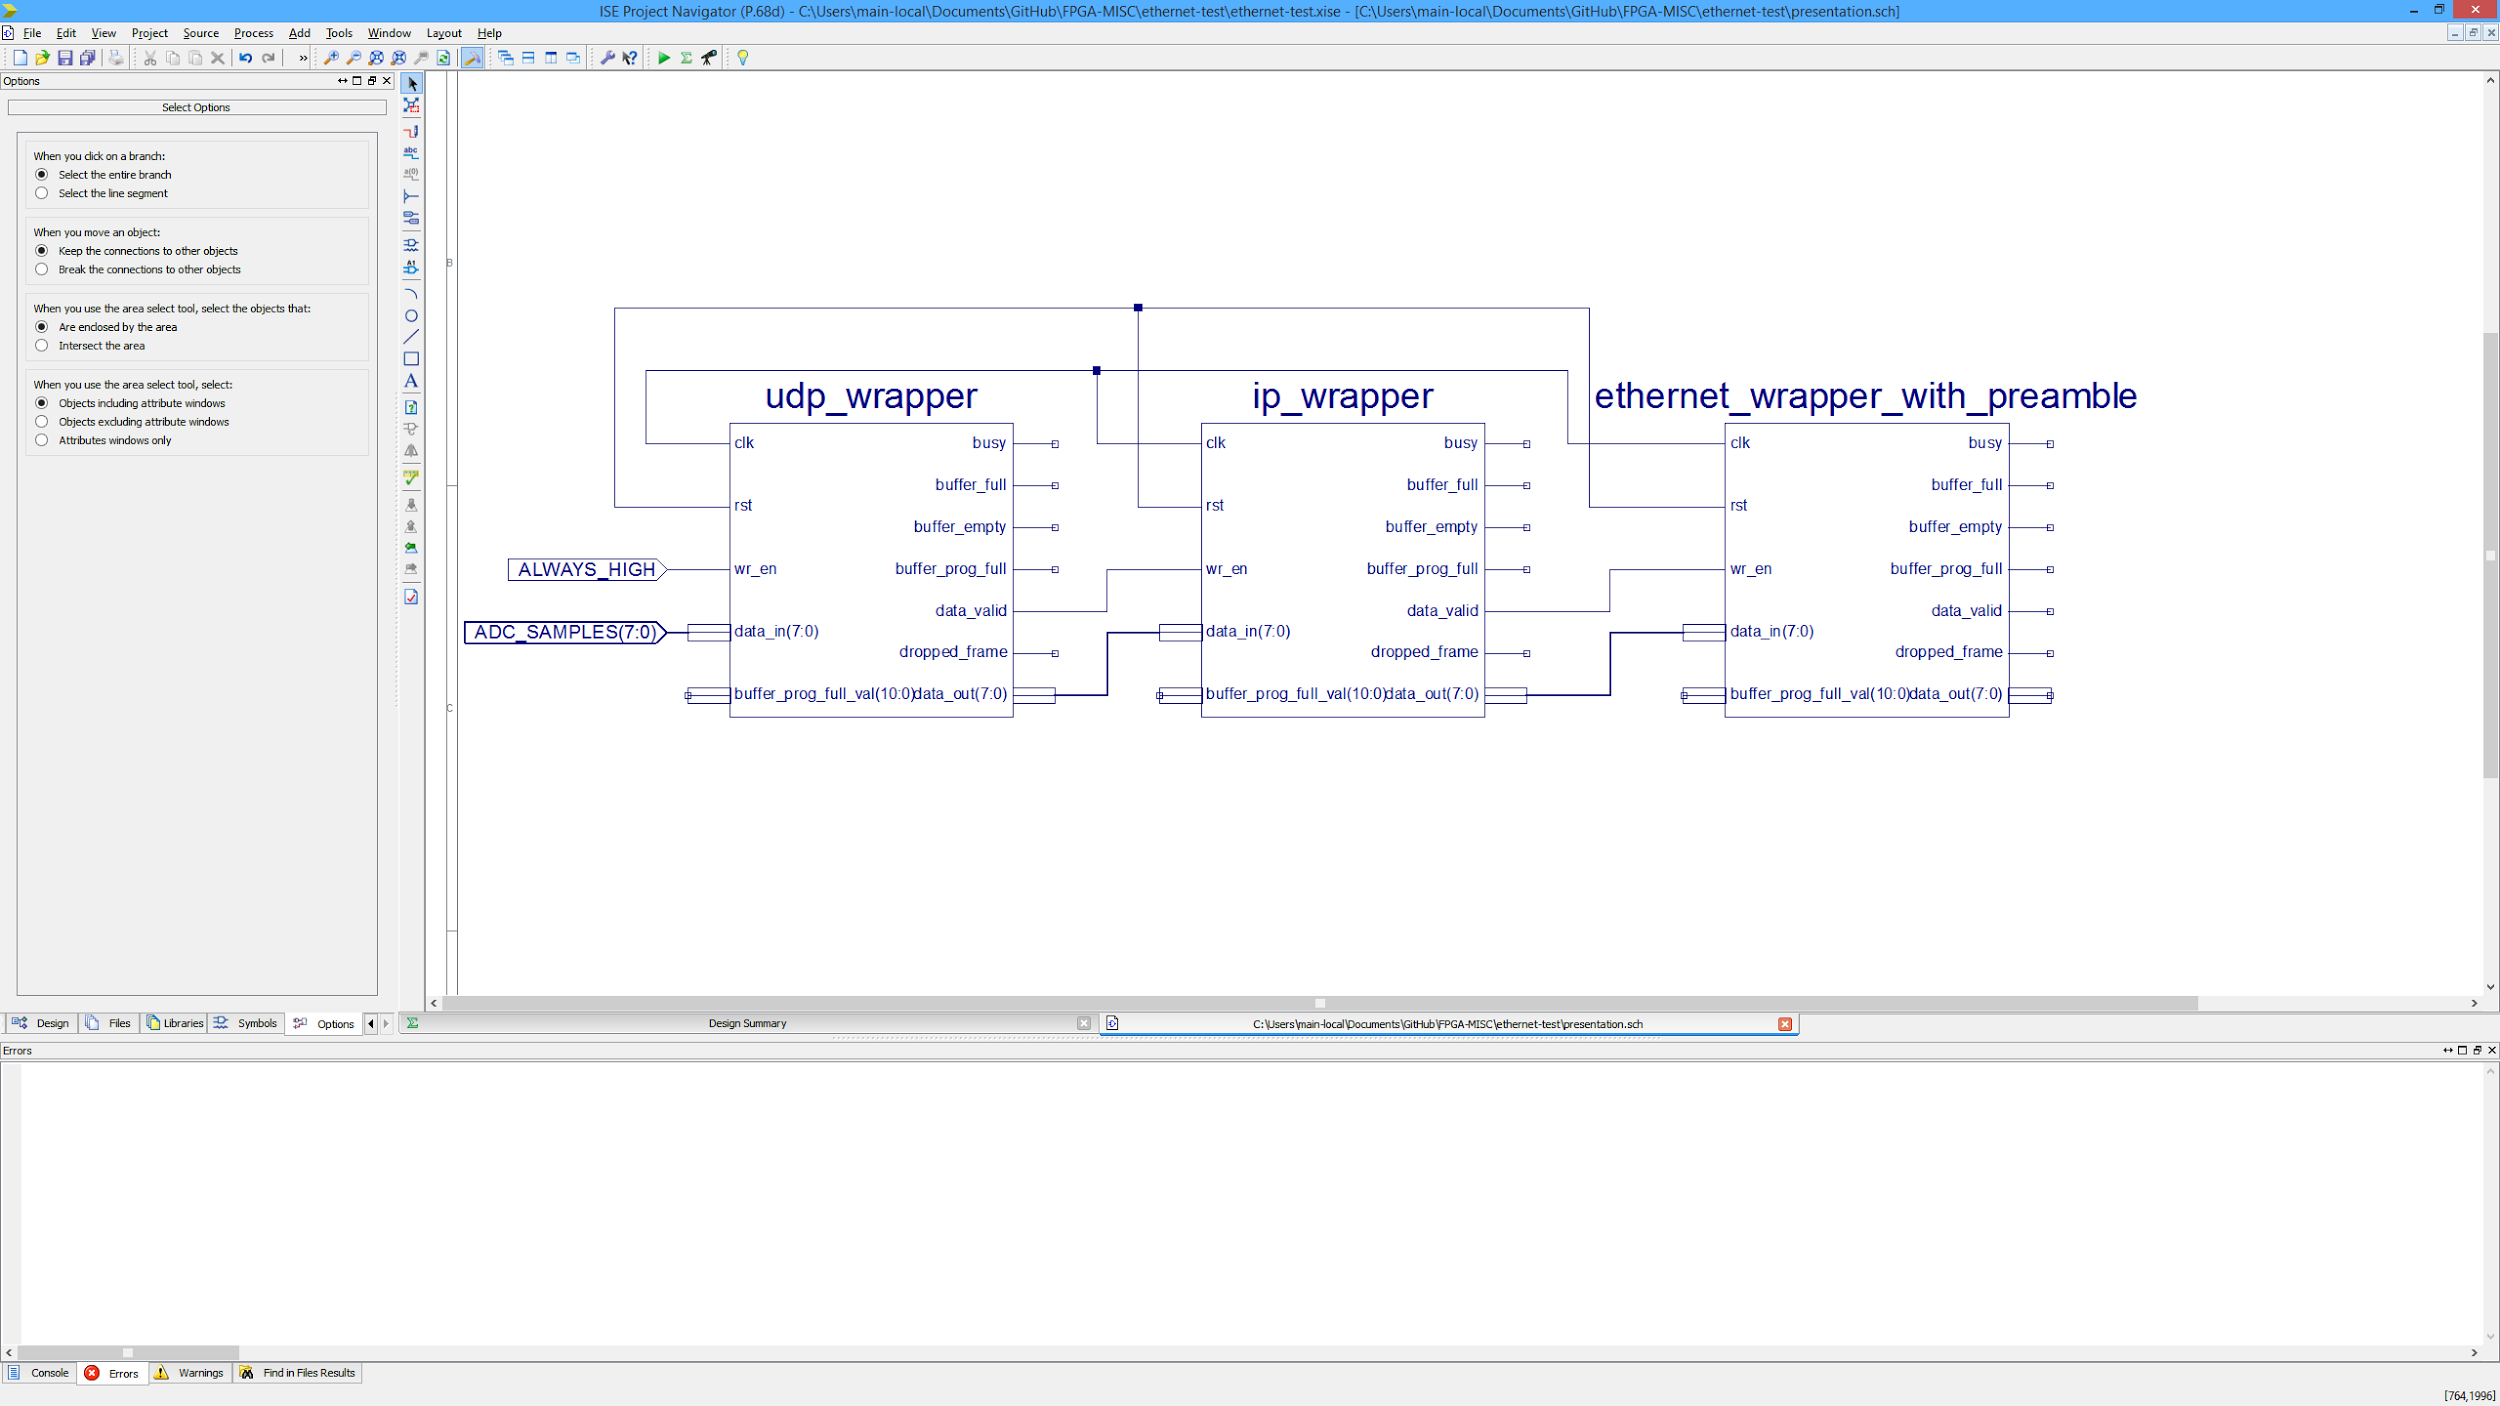 ISE Project Navigator (P.68d) - C:\Users\main-local\Documents\GitHub\FPGA-MISC\ethernet-test\ethernet-test.xise - [C:\Users\main-local\Documents\GitHub\FPGA-MISC\ethernet-test\presentation.sch]
File Edit View Project Source Process Add Tools Window Layout Help
Options
Select Options
When you click on a branch:
Select the entire branch
Select the line segment
When you move an object:
Keep the connections to other objects
Break the connections to other objects
When you use the area select tool, select the objects that:
Are enclosed by the area
Intersect the area
When you use the area select tool, select:
Objects including attribute windows
Objects excluding attribute windows
Attributes windows only
abc
a(0)
A1
A
B
C
udp_wrapper
clk busy
buffer_full
rst
buffer_empty
ALWAYS_HIGH wr_en buffer_prog_full
data_valid
ADC_SAMPLES(7:0) data_in(7:0)
dropped_frame
buffer_prog_full_val(10:0) data_out(7:0)
ip_wrapper
clk busy
buffer_full
rst
buffer_empty
wr_en buffer_prog_full
data_valid
data_in(7:0)
dropped_frame
buffer_prog_full_val(10:0) data_out(7:0)
ethernet_wrapper_with_preamble
clk busy
buffer_full
rst
buffer_empty
wr_en buffer_prog_full
data_valid
data_in(7:0)
dropped_frame
buffer_prog_full_val(10:0) data_out(7:0)
Design Files Libraries Symbols Options
Design Summary
C:\Users\main-local\Documents\GitHub\FPGA-MISC\ethernet-test\presentation.sch
Errors
Console Errors Warnings Find in Files Results
[764,1996]